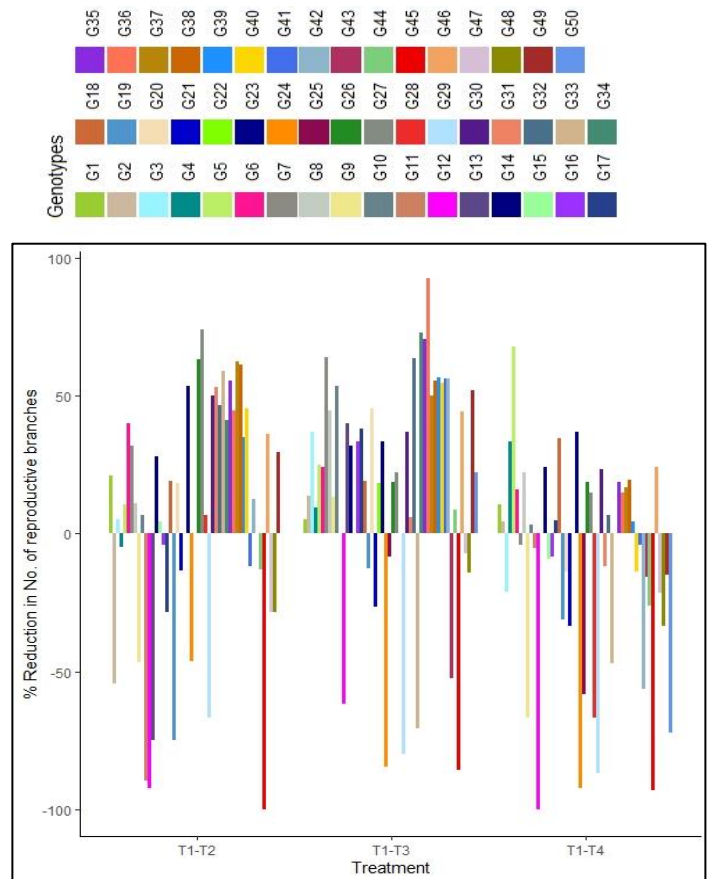 G35 G36 G37 G38 G39 G40 G41 G42 G43 G44 G45 G46 G47 G48 G49 G50
G18 G19 G20 G21 G22 G23 G24 G25 G26 G27 G28 G29 G30 G31 G32 G33 G34
Genotypes
G1 G2 G3 G4 G5 G6 G7 G8 G9 G10 G11 G12 G13 G14 G15 G16 G17
% Reduction in No. of reproductive branches
100
50
0
-50
-100
T1-T2 T1-T3 T1-T4
Treatment